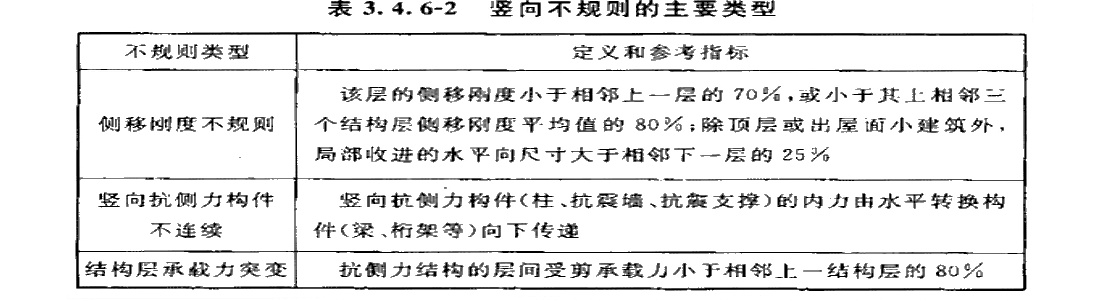 表 3.4.6-2 竖向不规则的主要类型
不规则类型
定义和参考指标
侧移刚度不规则
该层的侧移刚度小于相邻上一层的 70%,或小于其上相邻三
个结构层侧移刚度平均值的 80%;除顶层或出屋面小建筑外,
局部收进的水平向尺寸大于相邻下一层的 25%
竖向抗侧力构件
不连续
竖向抗侧力构件(柱、抗震墙、抗震支撑)的内力由水平转换构
件(梁、桁架等)向下传递
结构层承载力突变
抗侧力结构的层间受剪承载力小于相邻上一结构层的 80%